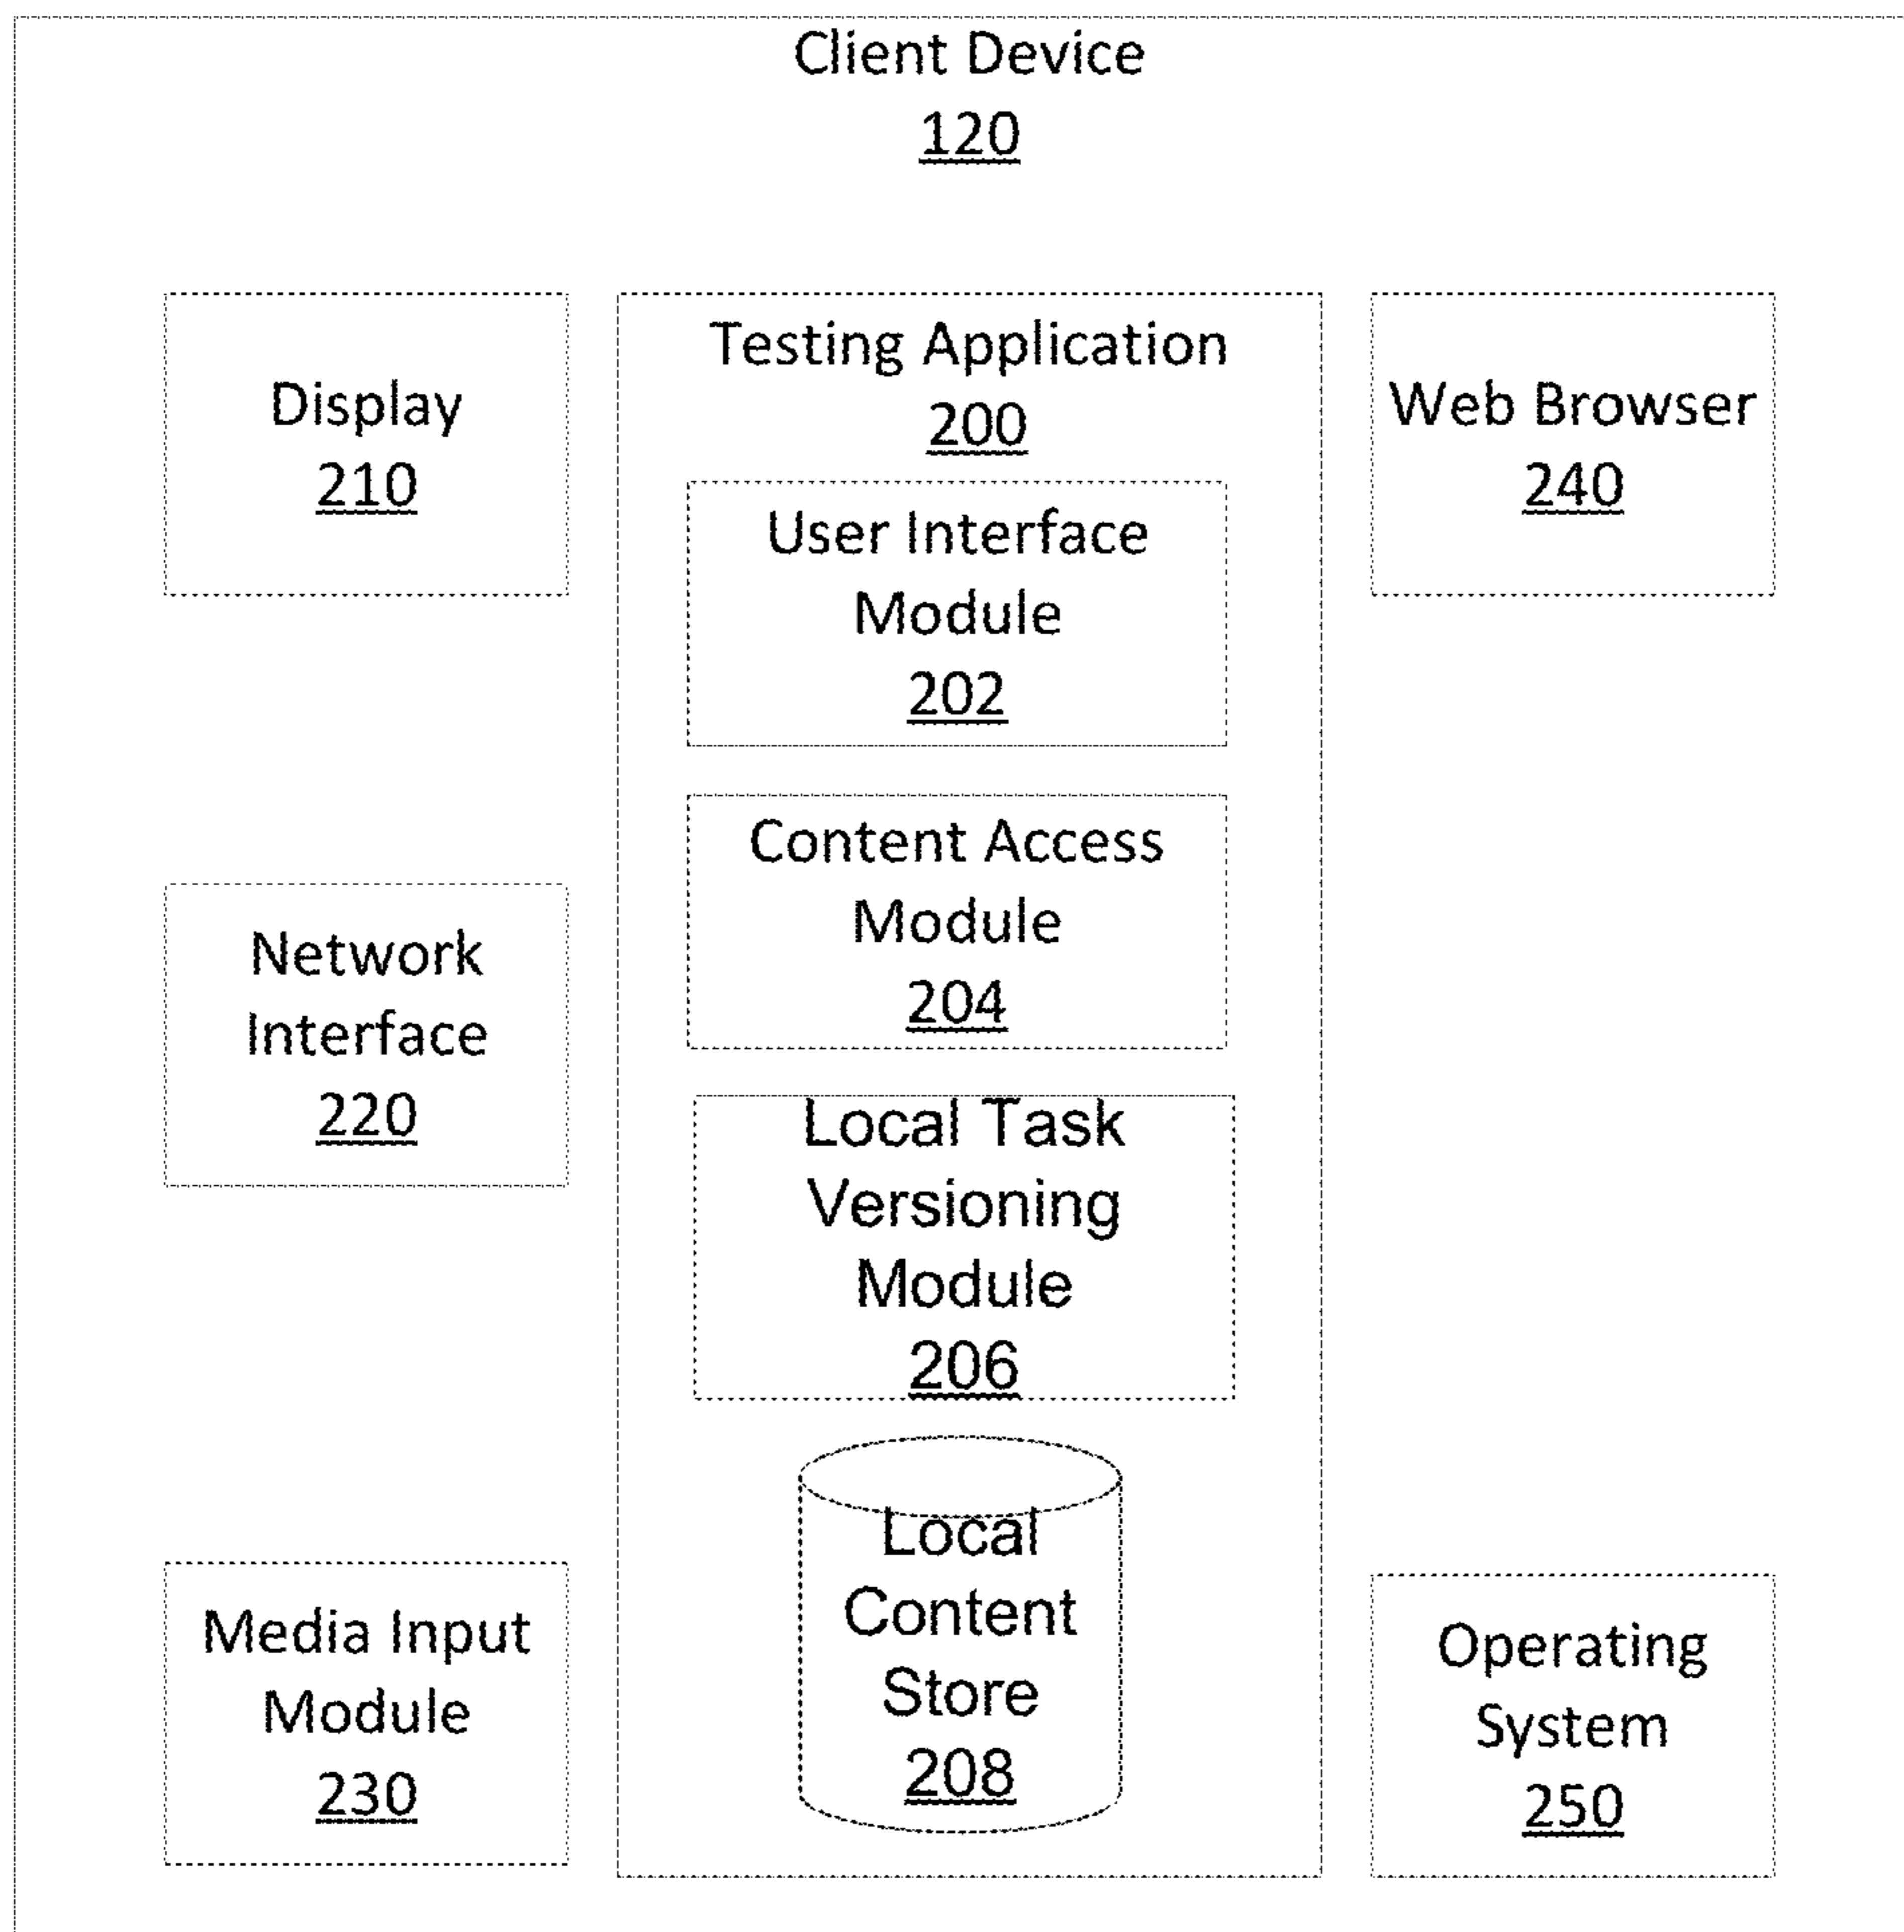 Client Device
120
Display
210
Testing Application
200
Web Browser
240
User Interface
Module
202
Content Access
Module
204
Network
Interface
220
Local Task
Versioning
Module
206
Media Input
Module
230
Local
Content
Store
208
Operating
System
250